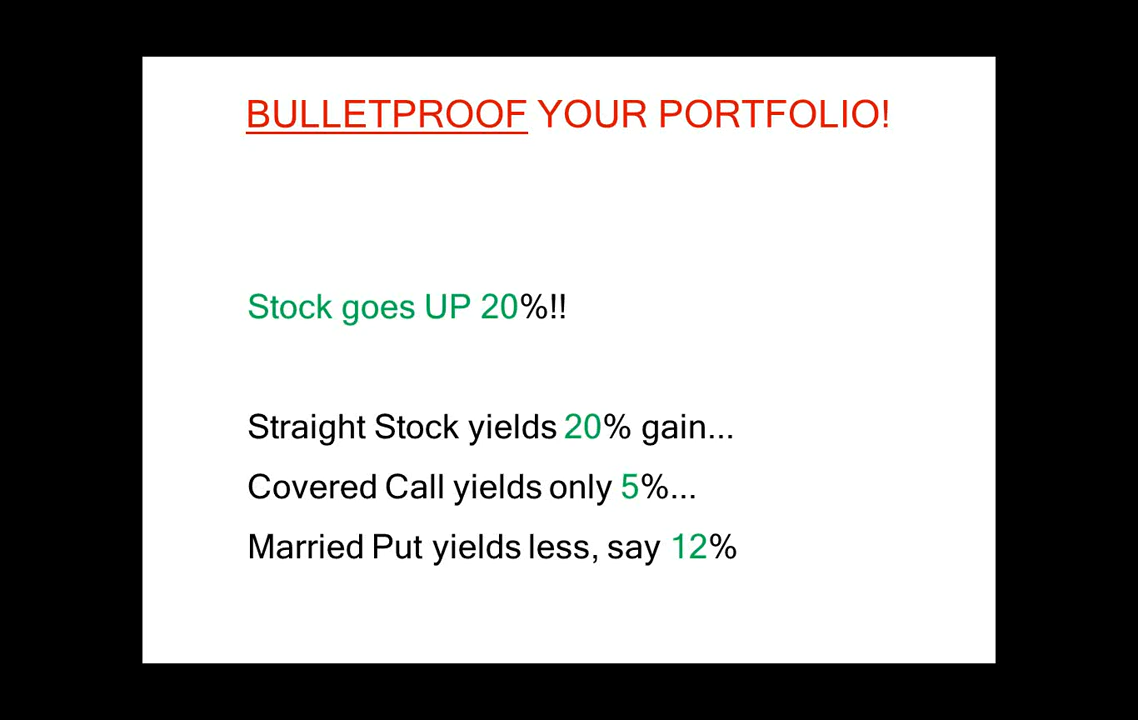 BULLETPROOF YOUR PORTFOLIO!
Stock goes UP 20%!!
Straight Stock yields 20% gain...
Covered Call yields only 5%...
Married Put yields less, say 12%